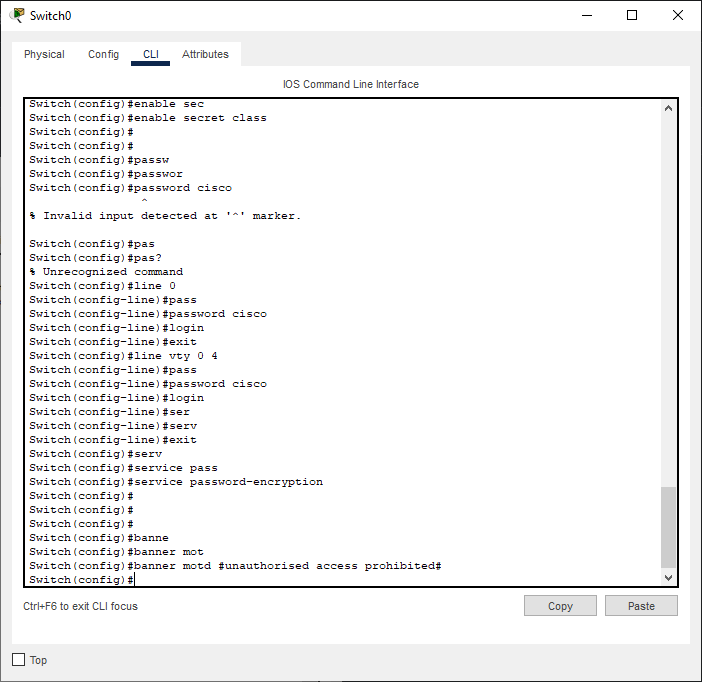 Switch0
Physical Config CLI Attributes
IOS Command Line Interface
Switch(config)#enable sec
Switch(config)#enable secret class
Switch(config)#
Switch(config)#
Switch(config)#passw
Switch(config)#passwor
Switch(config)#password cisco
^
% Invalid input detected at '^' marker.
Switch(config)#pas
Switch(config)#pas?
% Unrecognized command
Switch(config)#line 0
Switch(config-line)#pass
Switch(config-line)#password cisco
Switch(config-line)#login
Switch(config-line)#exit
Switch(config)#line vty 0 4
Switch(config-line)#pass
Switch(config-line)#password cisco
Switch(config-line)#login
Switch(config-line)#ser
Switch(config-line)#serv
Switch(config-line)#exit
Switch(config)#serv
Switch(config)#service pass
Switch(config)#service password-encryption
Switch(config)#
Switch(config)#
Switch(config)#
Switch(config)#banne
Switch(config)#banner mot
Switch(config)#banner motd #unauthorised access prohibited#
Switch(config)#
Ctrl+F6 to exit CLI focus
Copy Paste
Top